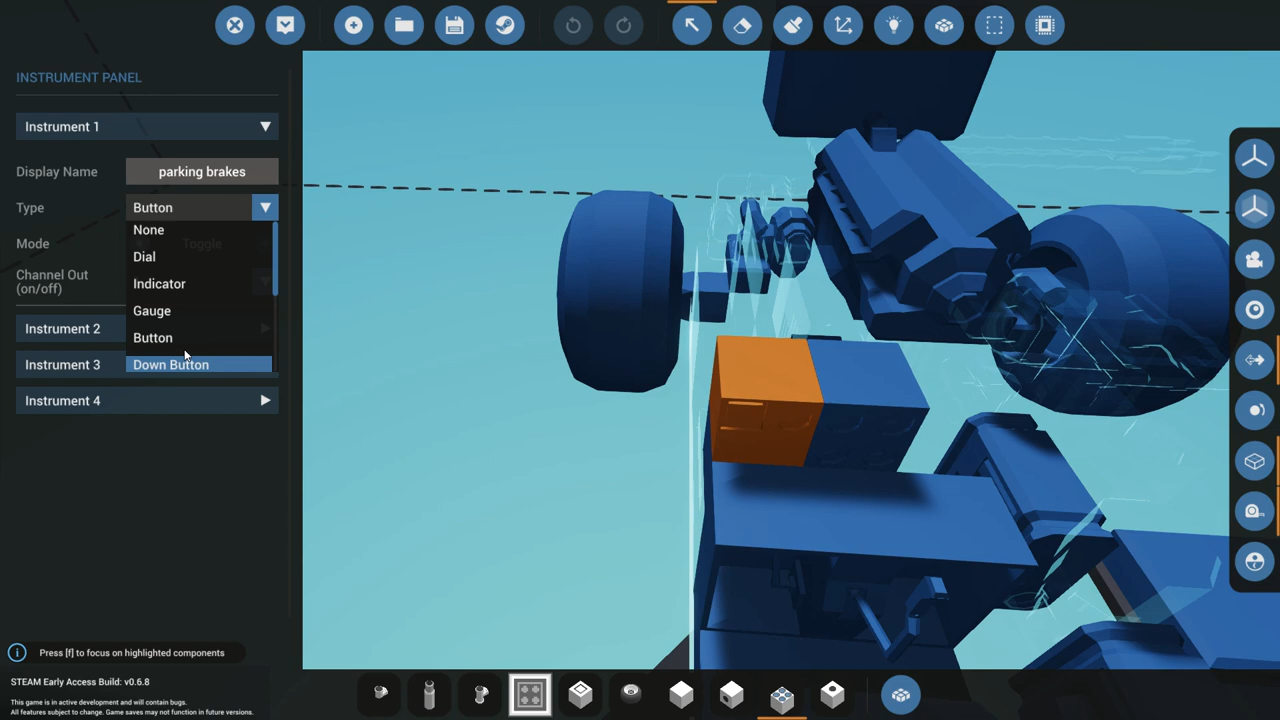 INSTRUMENT PANEL
Instrument 1
Display Name
parking brakes
Type
Button
None
Mode
Toggle
Dial
Channel Out
(on/off)
Indicator
Gauge
Instrument 2
Button
Instrument 3
Down Button
Instrument 4
Press [f] to focus on highlighted components
STEAM Early Access Build: v0.6.8
This game is in active development and will contain bugs.
All features subject to change. Game saves may not function in future versions.